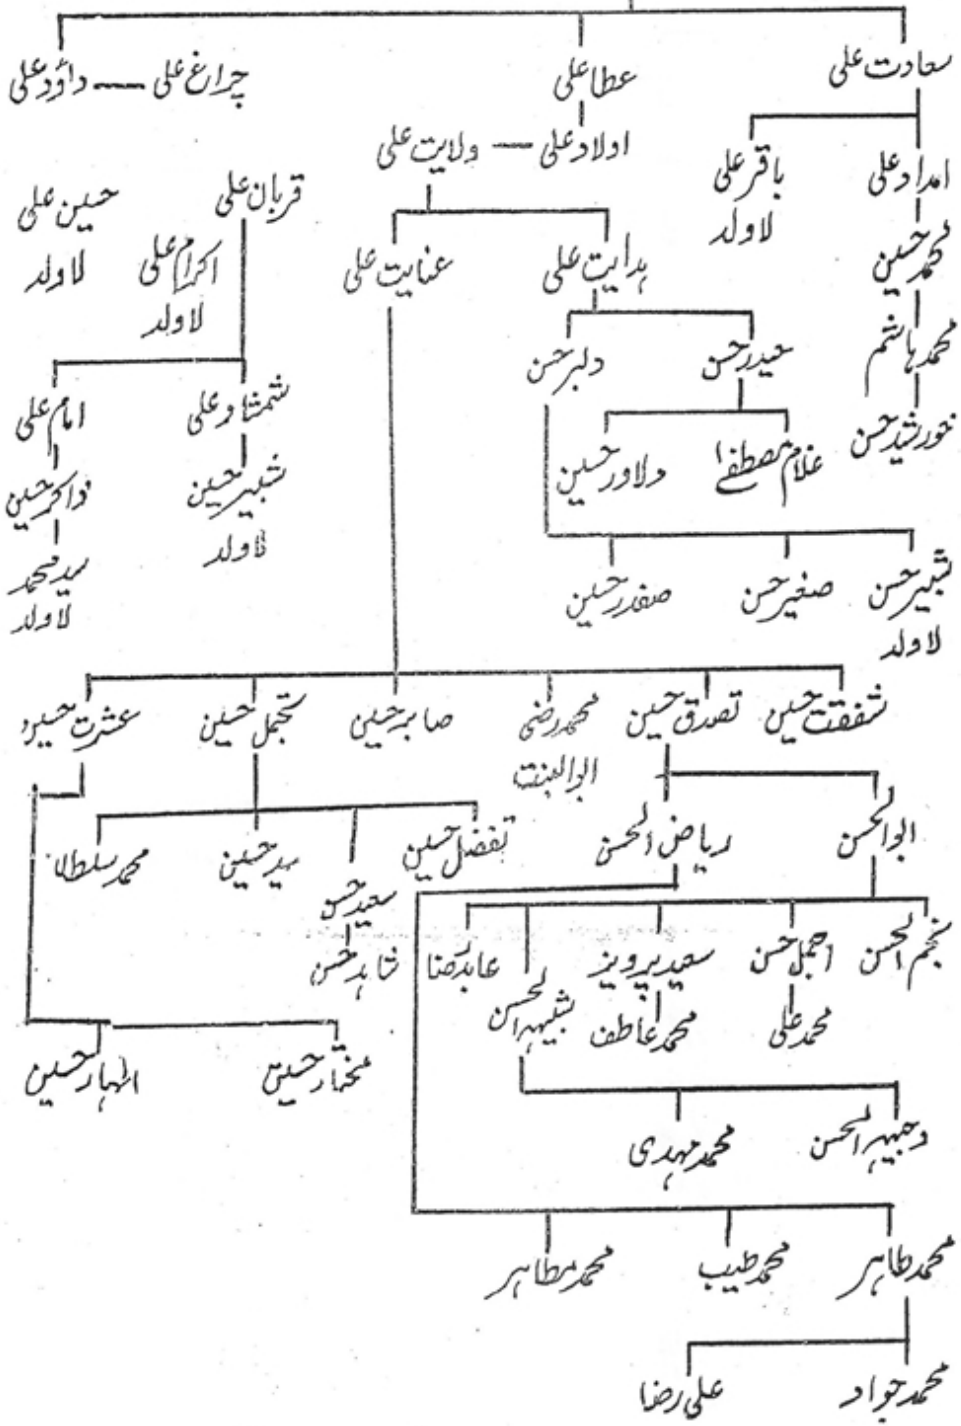 سعادت علی
عطا علی
چراغ علی — داؤد علی
اولاد علی — ولایت علی
امداد علی
باقر علی
لاولد
قربان علی
حسین علی
لاولد
اکرام علی
لاولد
محمد حسین
ہدایت علی
عنایت علی
محمد ہاشم
حیدر حسن
دلبر حسن
خورشید حسن
شمشاد علی
امام علی
غلام مصطفےٰ
دلاور حسین
شبیر حسین
لاولد
ذاکر حسین
سید محمد
لاولد
شبیر حسن
لاولد
صغیر حسن
صفدر حسین
شفقت حسین
تصدق حسین
محمد رضی
ابوالبنت
صابر حسین
تجمل حسین
عشرت حسین
ابوالحسن
ریاض الحسن
تفضل حسین
سعید حسن
شاہد حسن
سید حسین
محمد سلطان
نجم الحسن
اجمل حسن
محمد علی
سعید پرویز
محمد عاطف
شبیہ الحسن
عابد رضا
مختار حسین
اظہار حسین
وجیہہ الحسن
محمد مہدی
محمد طاہر
محمد طیب
محمد مطاہر
محمد جواد
علی رضا